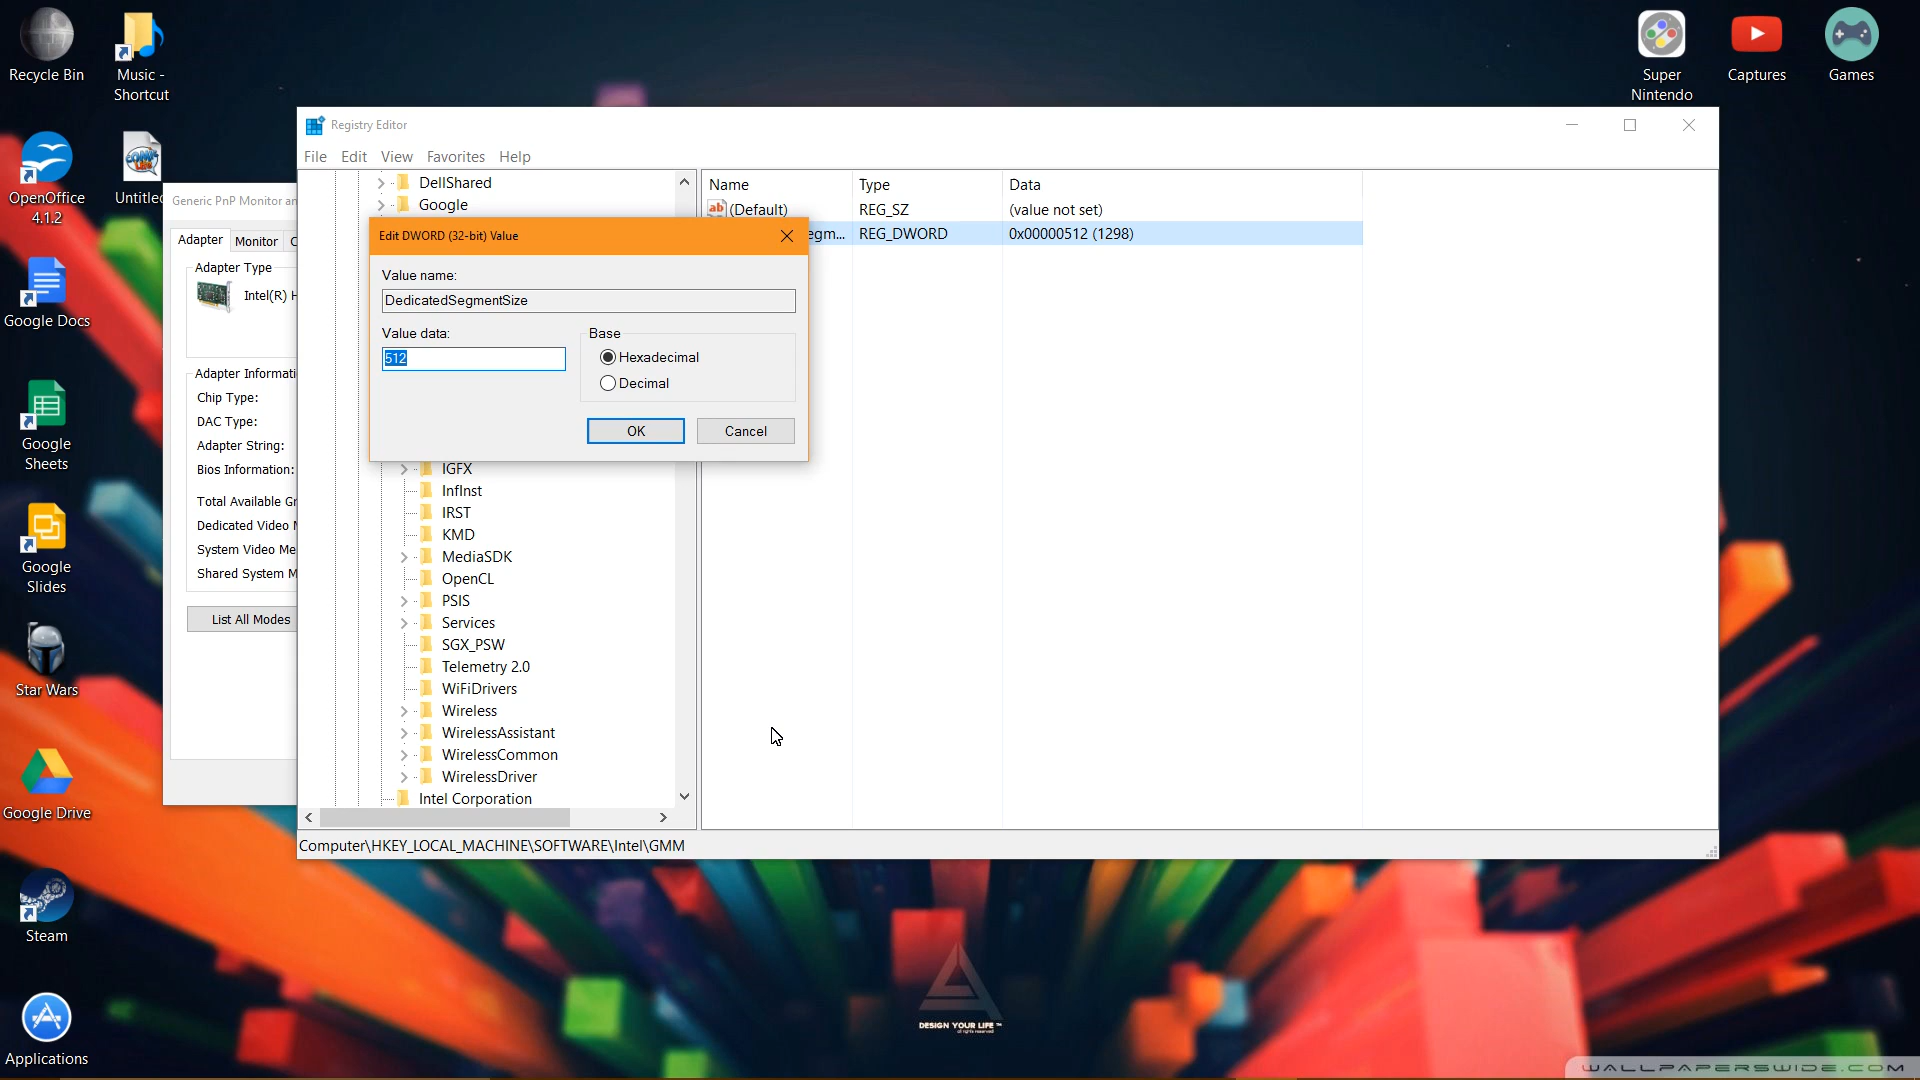 Recycle Bin
Music -
Shortcut
Super
Nintendo
Captures
Games
OpenOffice
4.1.2
Google Docs
Google
Sheets
Google
Slides
Star Wars
Google Drive
Steam
Applications
Generic PnP Monitor
Adapter
Monitor
Adapter Type
Intel(R)
Adapter
Chip Type:
DAC Type:
Adapter String:
Bios Information:
Total Available
Dedicated Video
System Video
Shared System
List All Modes
Registry Editor
File Edit View Favorites Help
DellShared
Google
IGFX
InfInst
IRST
KMD
MediaSDK
OpenCL
PSIS
Services
SGX_PSW
Telemetry 2.0
WiFiDrivers
Wireless
WirelessAssistant
WirelessCommon
WirelessDriver
Intel Corporation
Name Type Data
ab (Default) REG_SZ (value not set)
egm... REG_DWORD 0x00000512 (1298)
Edit DWORD (32-bit) Value
Value name:
DedicatedSegmentSize
Value data:
512
Base
Hexadecimal
Decimal
OK
Cancel
Computer\HKEY_LOCAL_MACHINE\SOFTWARE\Intel\GMM
DESIGN YOUR LIFE ™
all rights reserved
WALLPAPERSWIDE.COM